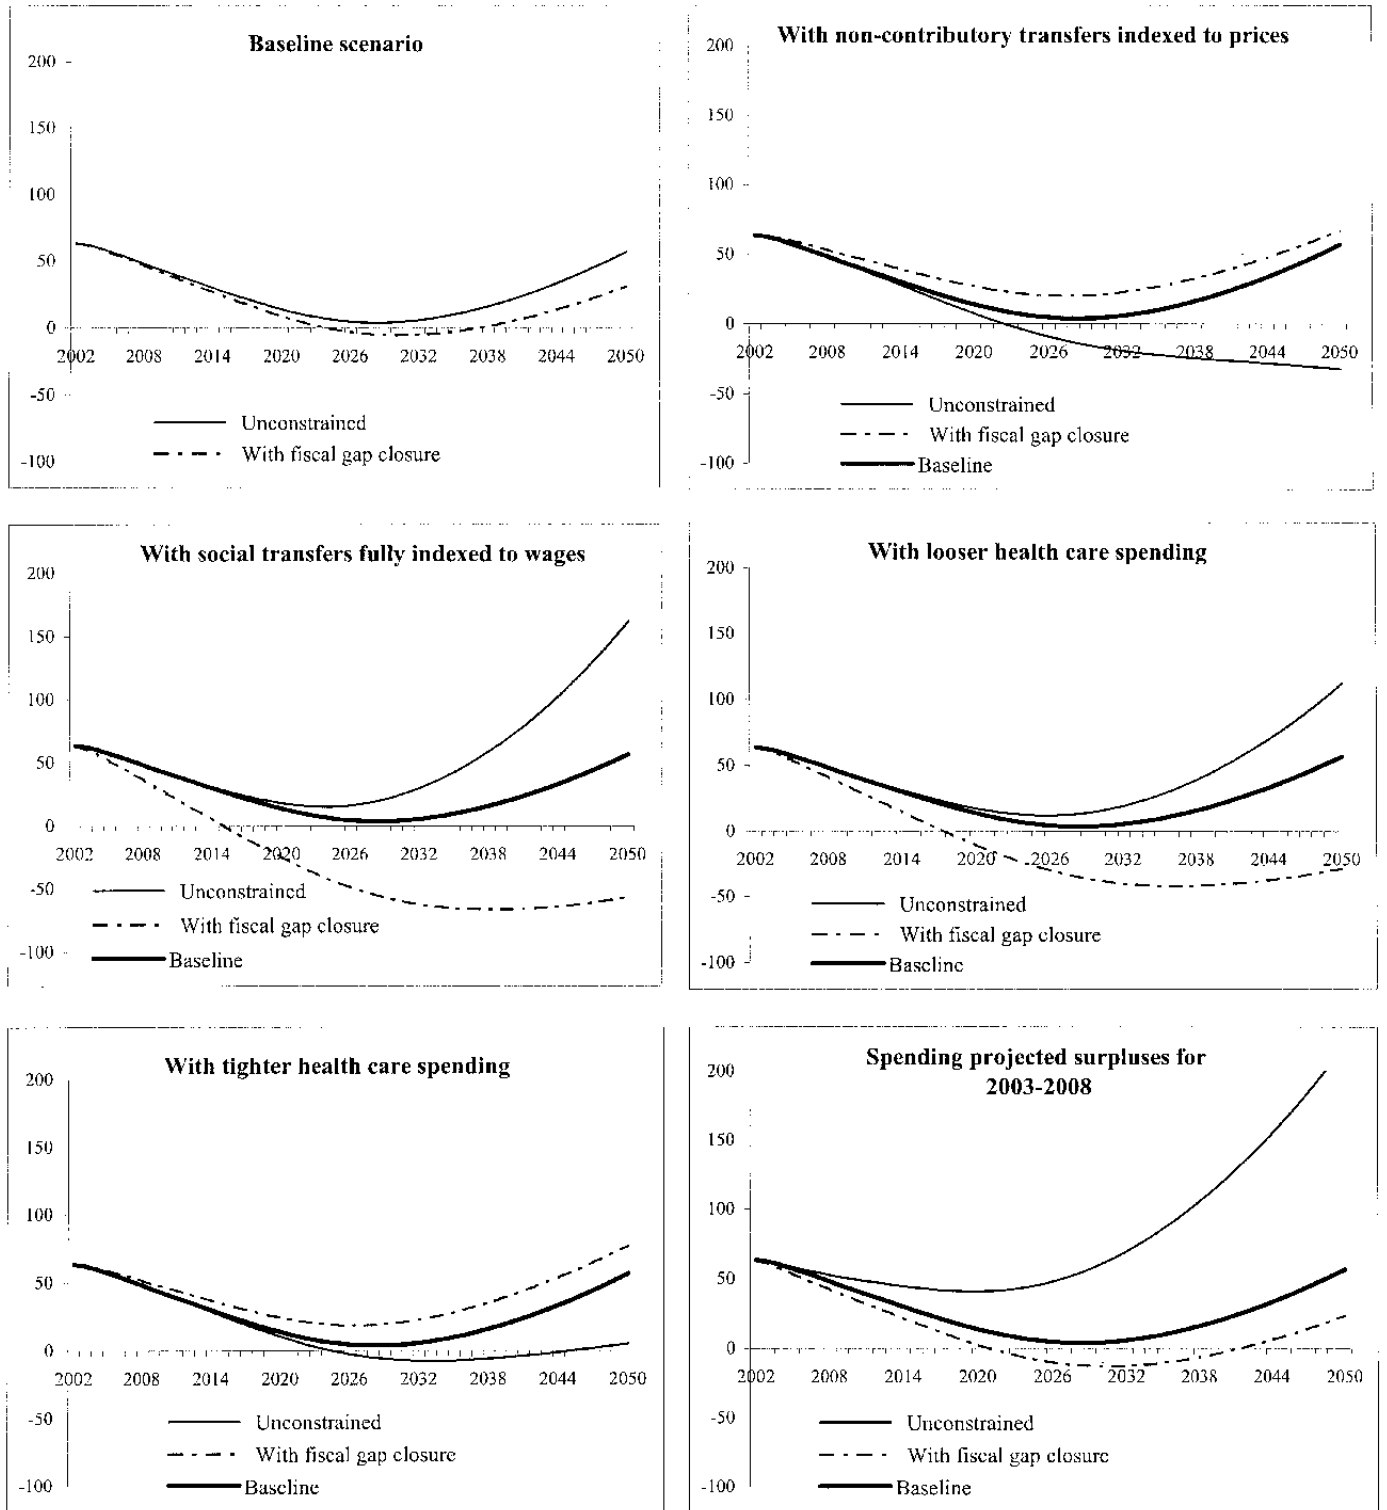 Baseline scenario
200
150
100
50
0
2002 2008 2014 2020 2026 2032 2038 2044 2050
-50
Unconstrained
With fiscal gap closure
-100
With non-contributory transfers indexed to prices
200
150
100
50
0
2002 2008 2014 2020 2026 2032 2038 2044 2050
-50
Unconstrained
With fiscal gap closure
-100
Baseline
With social transfers fully indexed to wages
200
150
100
50
0
2002 2008 2014 2020 2026 2032 2038 2044 2050
-50
Unconstrained
With fiscal gap closure
-100
Baseline
With looser health care spending
200
150
100
50
0
2002 2008 2014 2020 2026 2032 2038 2044 2050
-50
Unconstrained
With fiscal gap closure
-100
Baseline
With tighter health care spending
200
150
100
50
0
2002 2008 2014 2020 2026 2032 2038 2044 2050
-50
Unconstrained
With fiscal gap closure
-100
Baseline
Spending projected surpluses for
2003-2008
200
150
100
50
0
2002 2008 2014 2020 2026 2032 2038 2044 2050
-50
Unconstrained
With fiscal gap closure
-100
Baseline